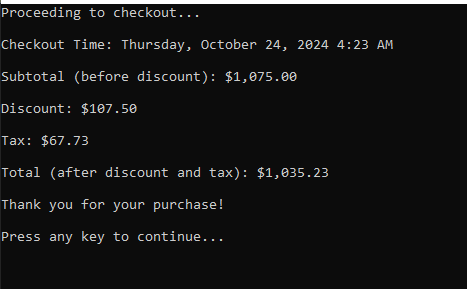 Proceeding to checkout...
Checkout Time: Thursday, October 24, 2024 4:23 AM
Subtotal (before discount): $1,075.00
Discount: $107.50
Tax: $67.73
Total (after discount and tax): $1,035.23
Thank you for your purchase!
Press any key to continue...